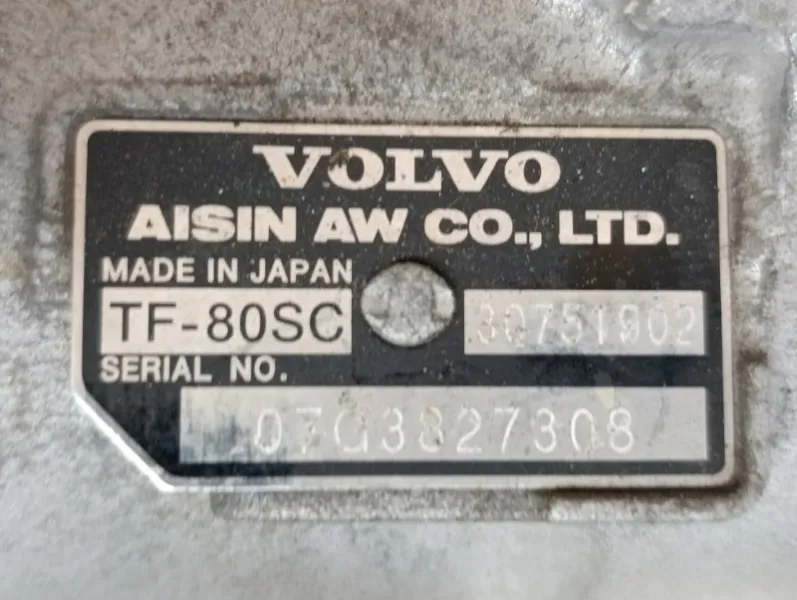 VOLVO
AISIN AW CO., LTD.
MADE IN JAPAN
TF-80SC 30751902
SERIAL NO.
07G3827308